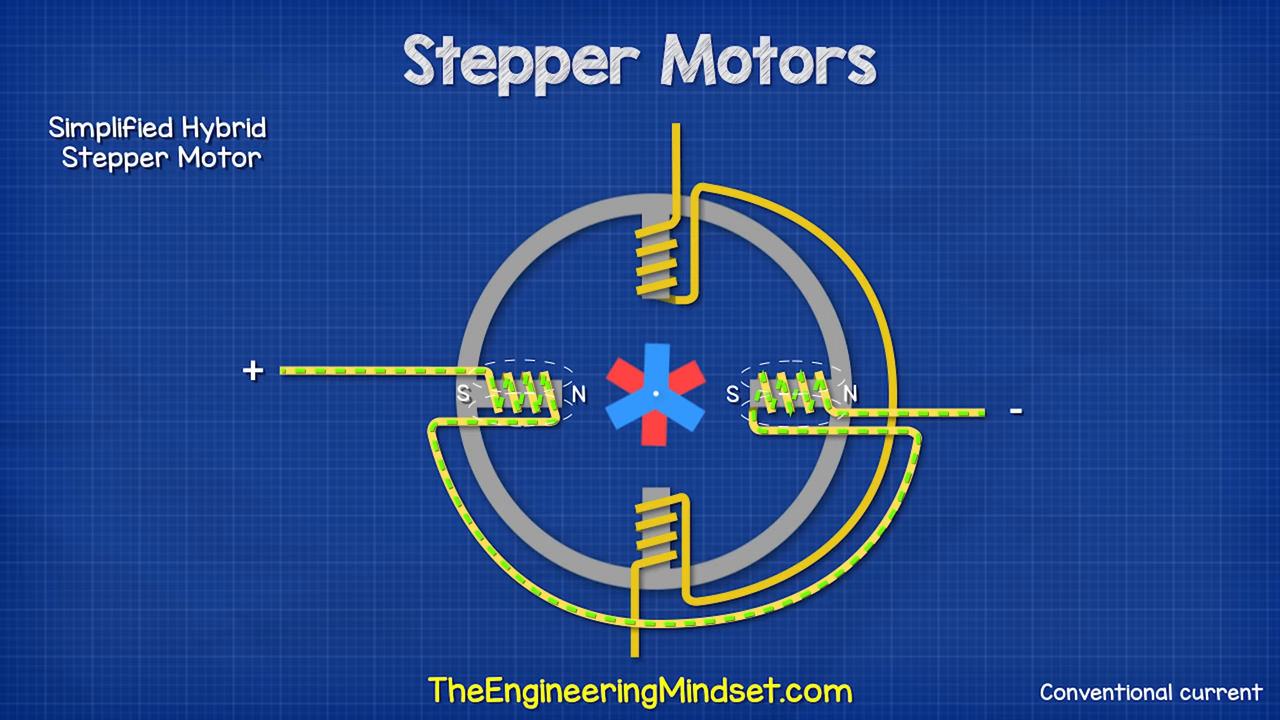 Stepper Motors
Simplified Hybrid
Stepper Motor
+
S N S N
-
TheEngineeringMindset.com
Conventional current